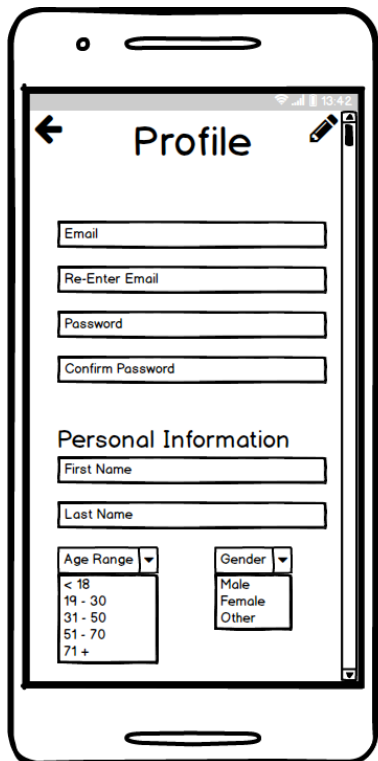 13:42
Profile
Email
Re-Enter Email
Password
Confirm Password
Personal Information
First Name
Last Name
Age Range
< 18
19 - 30
31 - 50
51 - 70
71 +
Gender
Male
Female
Other